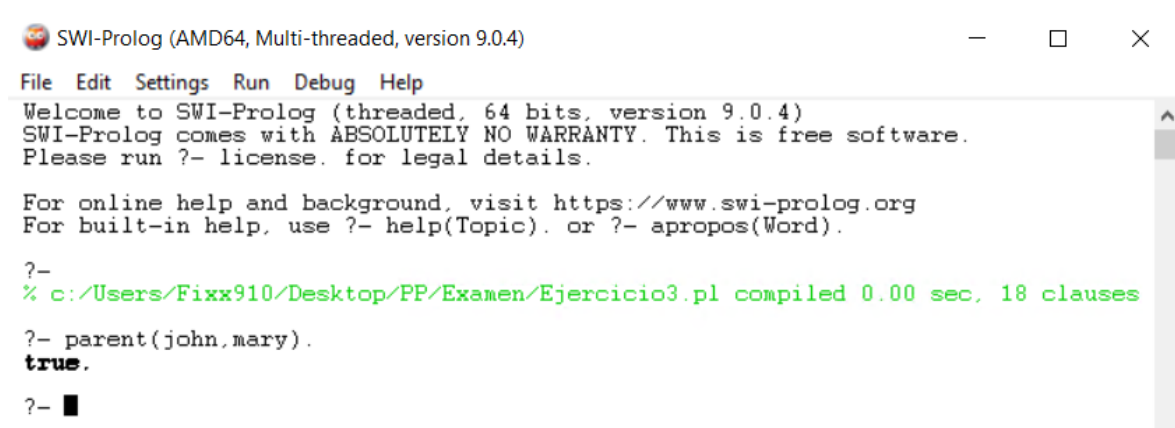 SWI-Prolog (AMD64, Multi-threaded, version 9.0.4)
File Edit Settings Run Debug Help
Welcome to SWI-Prolog (threaded, 64 bits, version 9.0.4)
SWI-Prolog comes with ABSOLUTELY NO WARRANTY. This is free software.
Please run ?- license. for legal details.
For online help and background, visit https://www.swi-prolog.org
For built-in help, use ?- help(Topic). or ?- apropos(Word).
?-
% c:/Users/Fixx910/Desktop/PP/Examen/Ejercicio3.pl compiled 0.00 sec, 18 clauses
?- parent(john,mary).
true.
?-